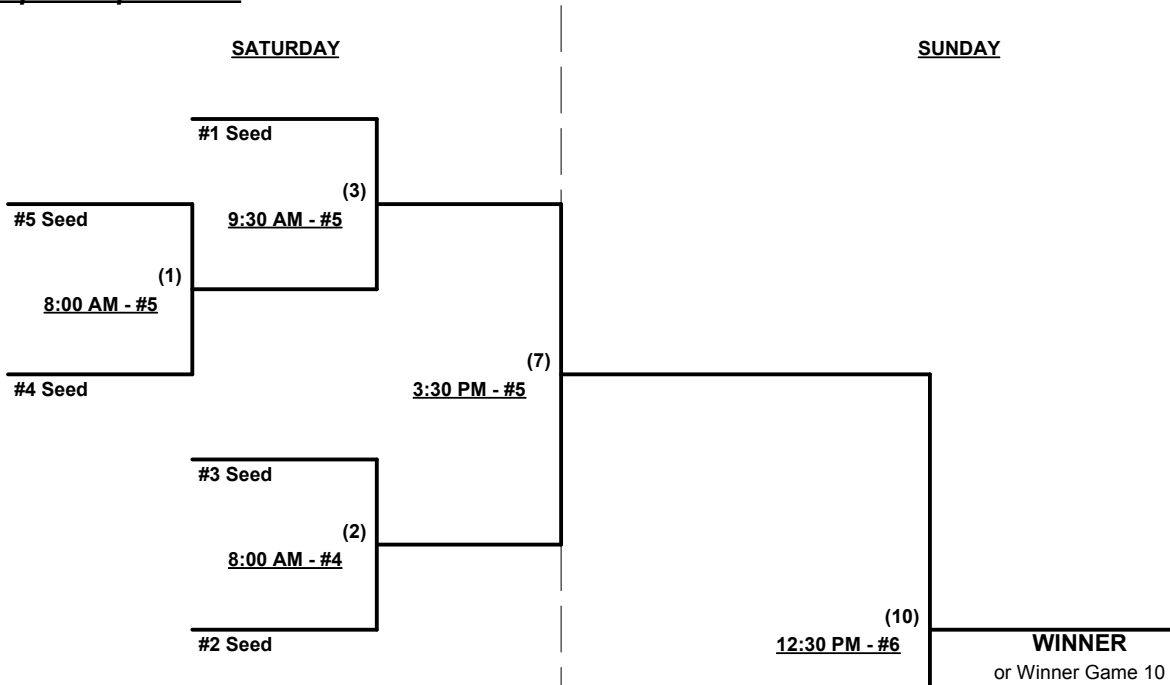 SATURDAY
SUNDAY
#1 Seed
(3)
#5 Seed
9:30 AM - #5
(1)
8:00 AM - #5
(7)
#4 Seed
3:30 PM - #5
#3 Seed
(2)
8:00 AM - #4
(10)
#2 Seed
12:30 PM - #6
WINNER
or Winner Game 10